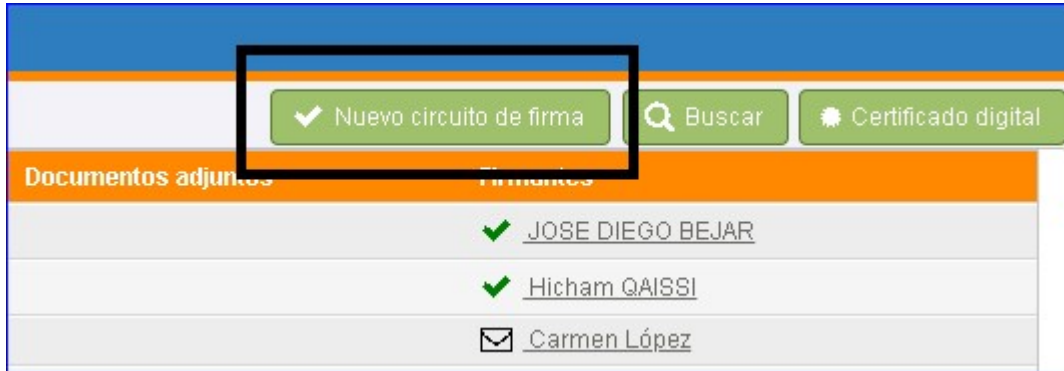 Nuevo circuito de firma Buscar Certificado digital
Documentos adjuntos Firmantes
JOSE DIEGO BEJAR
Hicham QAISSI
Carmen López